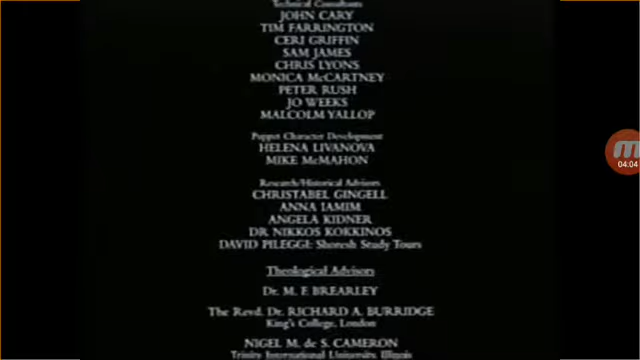 Technical Consultants
JOHN CARY
TIM FARRINGTON
CERI GRIFFIN
SAM JAMES
CHRIS LYONS
MONICA McCARTNEY
PETER RUSH
JO WEEKS
MALCOLM YALLOP
Puppet Character Development
HELENA LIVANOVA
MIKE McMAHON
Research/Historical Advisors
CHRISTABEL GINGELL
ANNA IAMIM
ANGELA KIDNER
DR NIKKOS KOKKINOS
DAVID PILEGGI: Shoresh Study Tours
Theological Advisors
Dr. M. F. BREARLEY
The Revd. Dr. RICHARD A. BURRIDGE
King's College, London
NIGEL M. de S. CAMERON
Trinity International University, Illinois
04:04